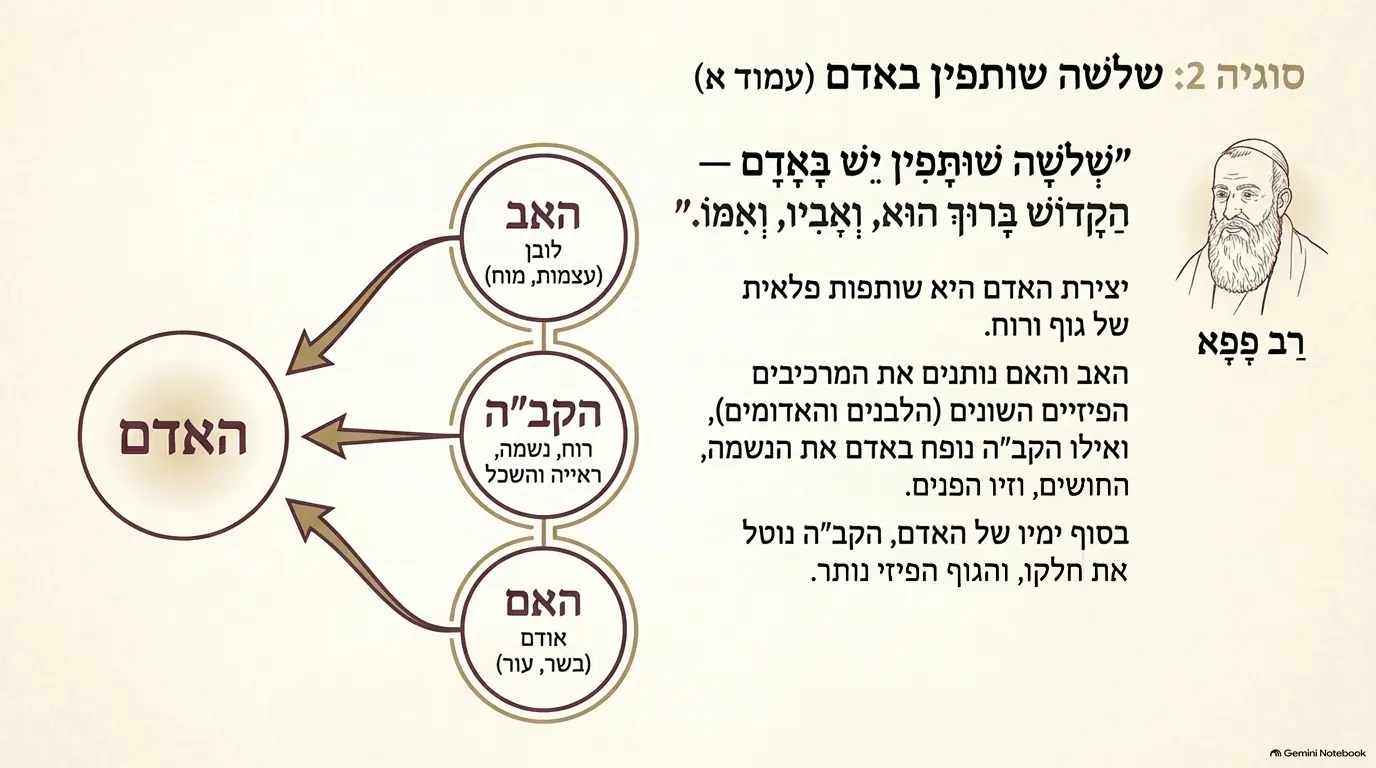 סוגיה 2: שלשה שותפין באדם (עמוד א)
"שְׁלֹשָׁה שׁוּתָּפִין יֵשׁ בָּאָדָם —
הַקָּדוֹשׁ בָּרוּךְ הוּא, וְאָבִיו, וְאִמּוֹ."
רַב פָּפָּא
יצירת האדם היא שותפות פלאית
של גוף ורוח.
האב והאם נותנים את המרכיבים
הפיזיים השונים (הלבנים והאדומים),
ואילו הקב"ה נופח באדם את הנשמה,
החושים, וזיו הפנים.
בסוף ימיו של האדם, הקב"ה נוטל
את חלקו, והגוף הפיזי נותר.
האב
לובן
(עצמות, מוח)
הקב"ה
רוח, נשמה,
ראייה והשכל
האם
אודם
(בשר, עור)
האדם
Gemini Notebook